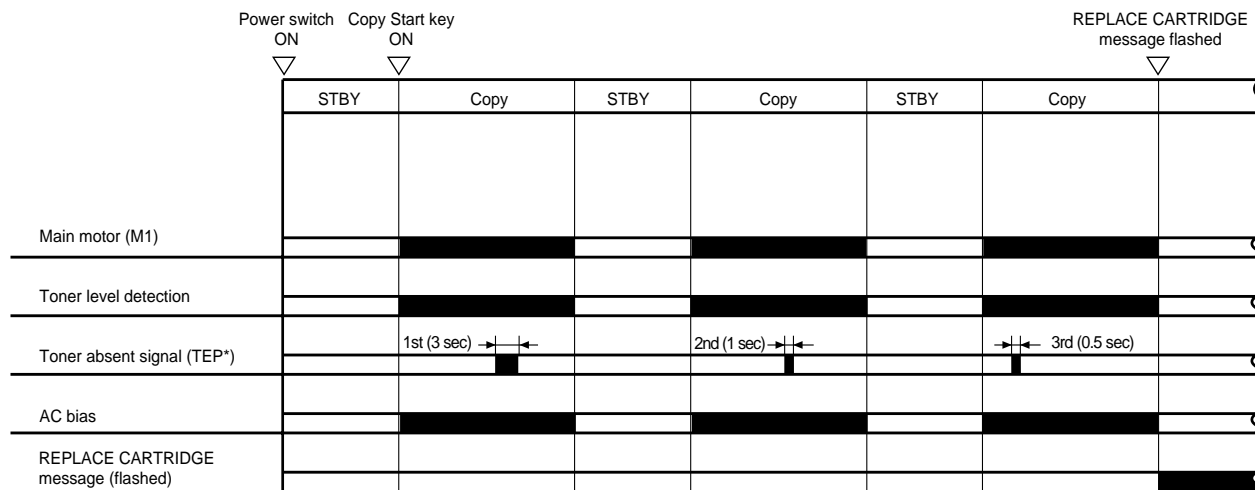 Power switch
ON
Copy Start key
ON
REPLACE CARTRIDGE
message flashed
STBY Copy STBY Copy STBY Copy
Main motor (M1)
Toner level detection
Toner absent signal (TEP*) 1st (3 sec) 2nd (1 sec) 3rd (0.5 sec)
AC bias
REPLACE CARTRIDGE
message (flashed)